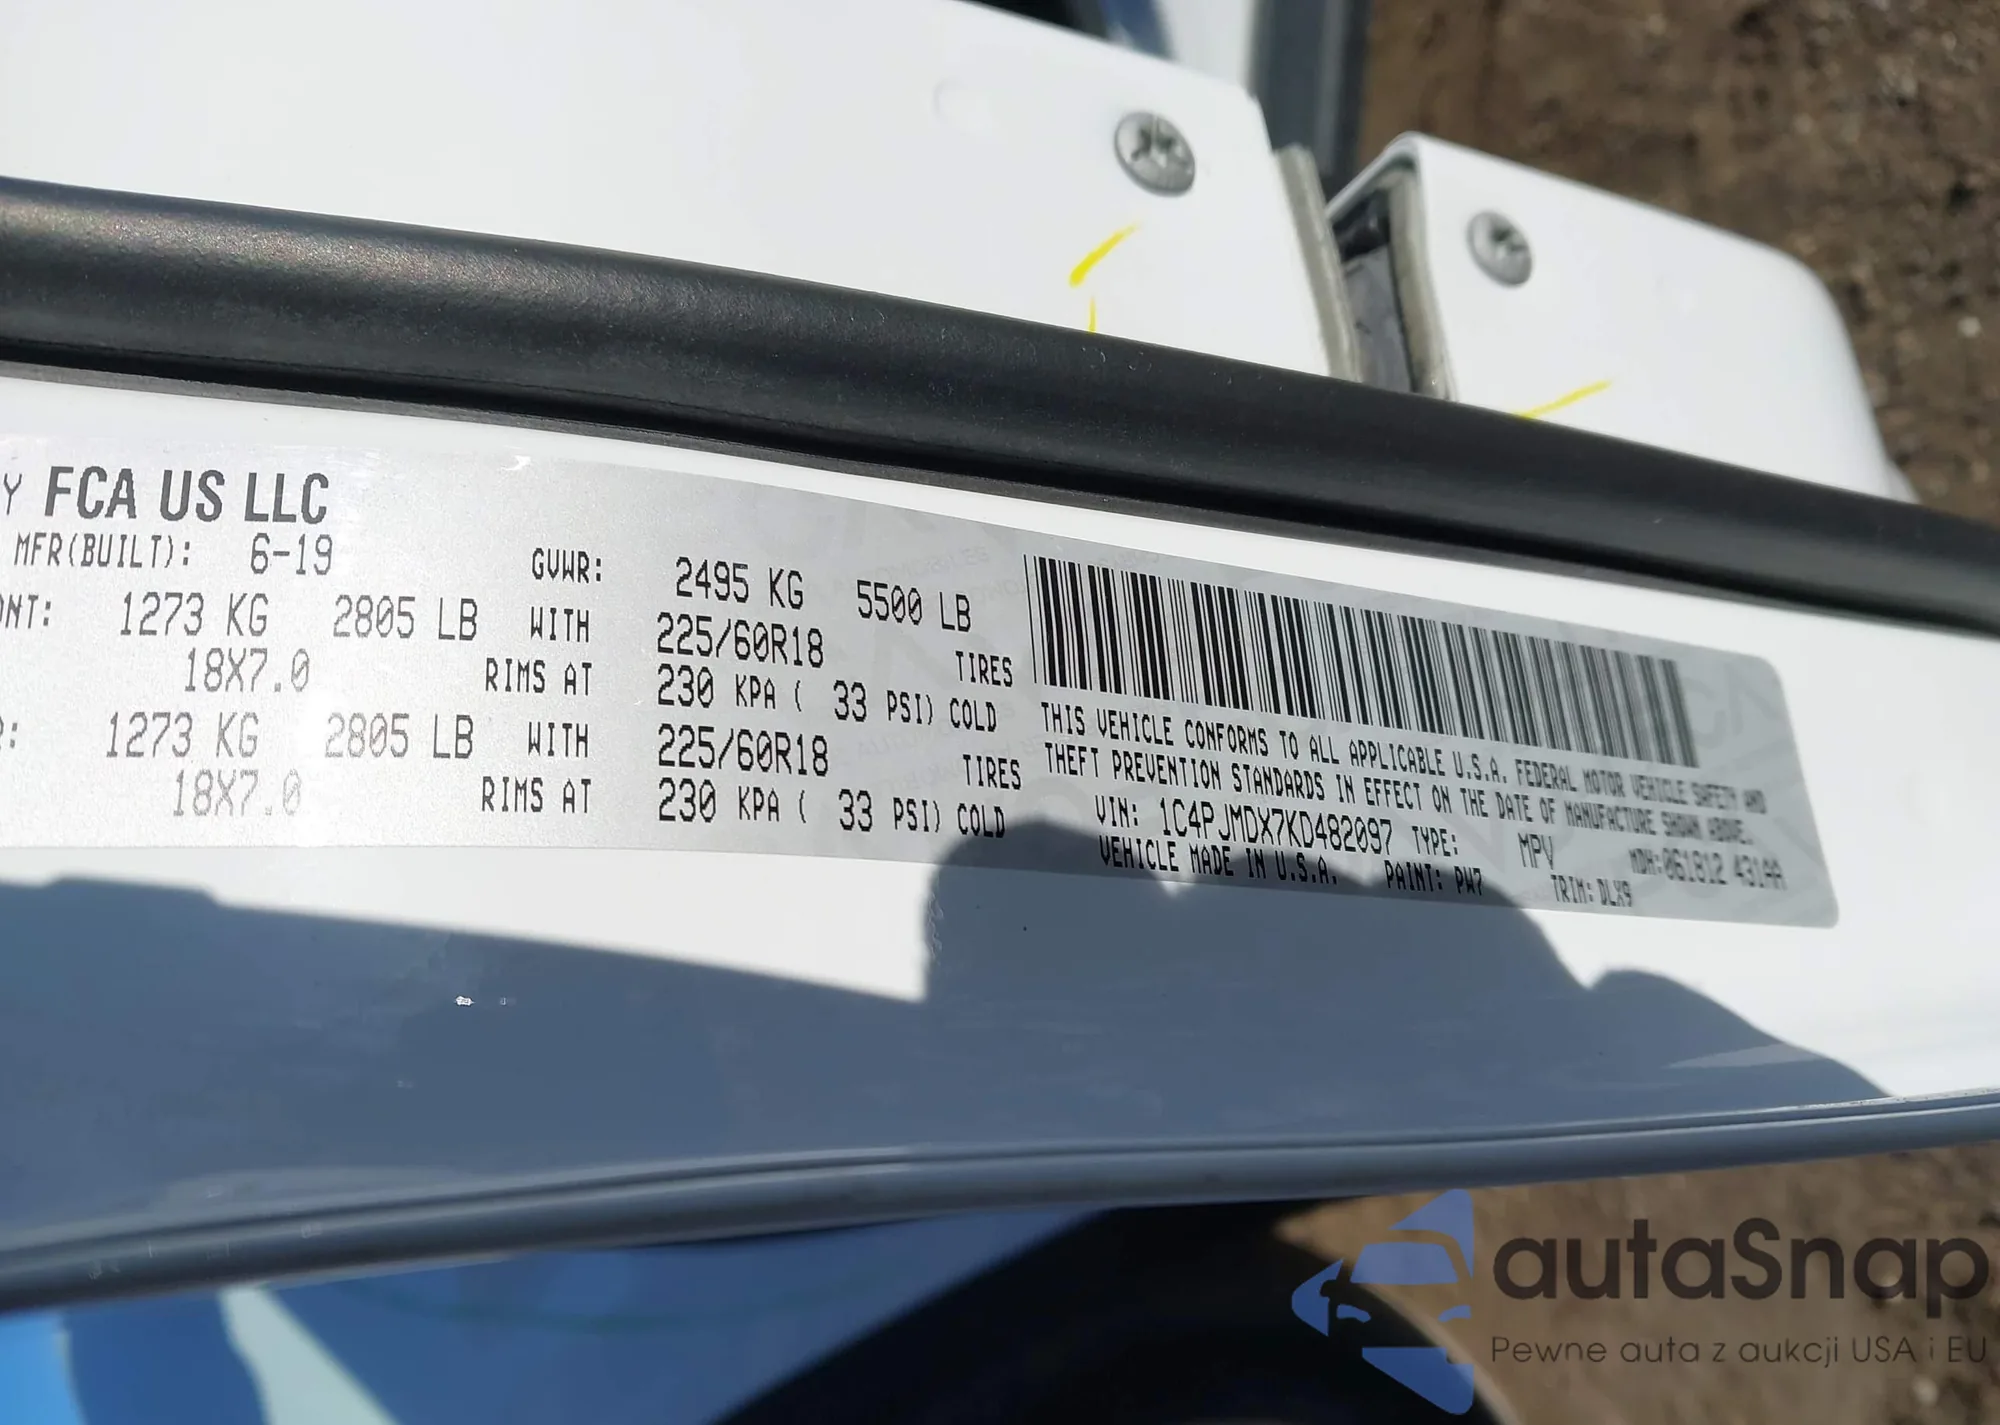 Y FCA US LLC
MFR(BUILT): 6-19 GVWR: 2495 KG 5500 LB
ONT: 1273 KG 2805 LB WITH 225/60R18 TIRES
18X7.0 RIMS AT 230 KPA ( 33 PSI) COLD
R: 1273 KG 2805 LB WITH 225/60R18 TIRES
18X7.0 RIMS AT 230 KPA ( 33 PSI) COLD
THIS VEHICLE CONFORMS TO ALL APPLICABLE U.S.A. FEDERAL MOTOR VEHICLE SAFETY AND
THEFT PREVENTION STANDARDS IN EFFECT ON THE DATE OF MANUFACTURE SHOWN ABOVE.
VIN: 1C4PJMDX7KD482097 TYPE: MPV MDH:061812 431AA
VEHICLE MADE IN U.S.A. PAINT: PW7 TRIM: DLX9
autaSnap
Pewne auta z aukcji USA i EU